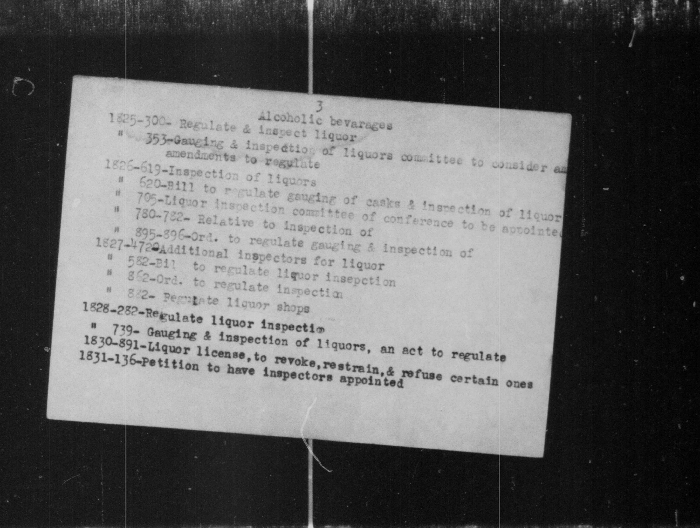 3
Alcoholic bevarages
1825-300- Regulate & inspect liquor
" 353-Gauging & inspection of liquors committee to consider an
amendments to regulate
1826-619-Inspection of liquors
" 620-Bill to regulate gauging of casks & inspection of liquor
" 705-Liquor inspection committee of conference to be appointed
" 780-782- Relative to inspection of
" 895-896-Ord. to regulate gauging & inspection of
1827-472-Additional inspectors for liquor
" 582-Bil to regulate liquor insepction
" 862-Ord. to regulate inspection
" 882- Regulate liquor shops
1828-282-Regulate liquor inspection
" 739- Gauging & inspection of liquors, an act to regulate
1830-891-Liquor license,to revoke,restrain,& refuse certain ones
1831-136-Petition to have inspectors appointed